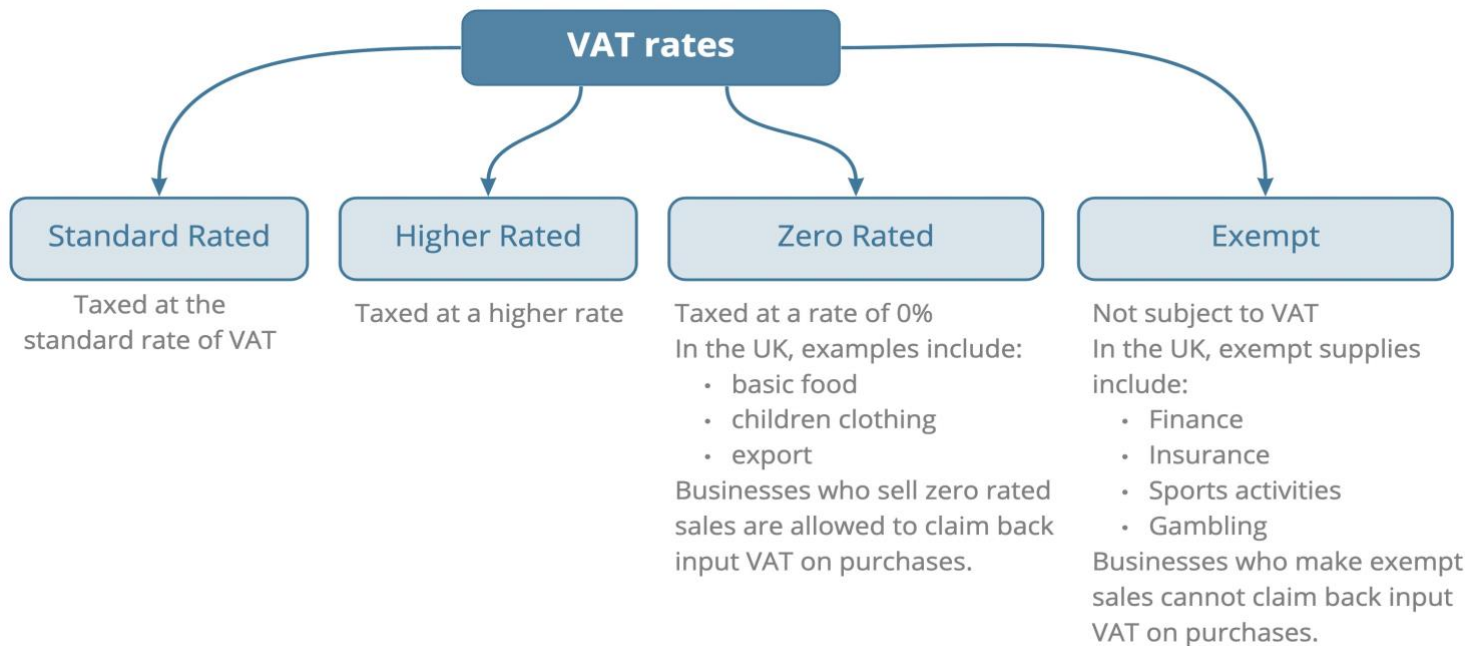 VAT rates
Standard Rated
Taxed at the
standard rate of VAT
Higher Rated
Taxed at a higher rate
Zero Rated
Taxed at a rate of 0%
In the UK, examples include:
• basic food
• children clothing
• export
Businesses who sell zero rated
sales are allowed to claim back
input VAT on purchases.
Exempt
Not subject to VAT
In the UK, exempt supplies
include:
• Finance
• Insurance
• Sports activities
• Gambling
Businesses who make exempt
sales cannot claim back input
VAT on purchases.